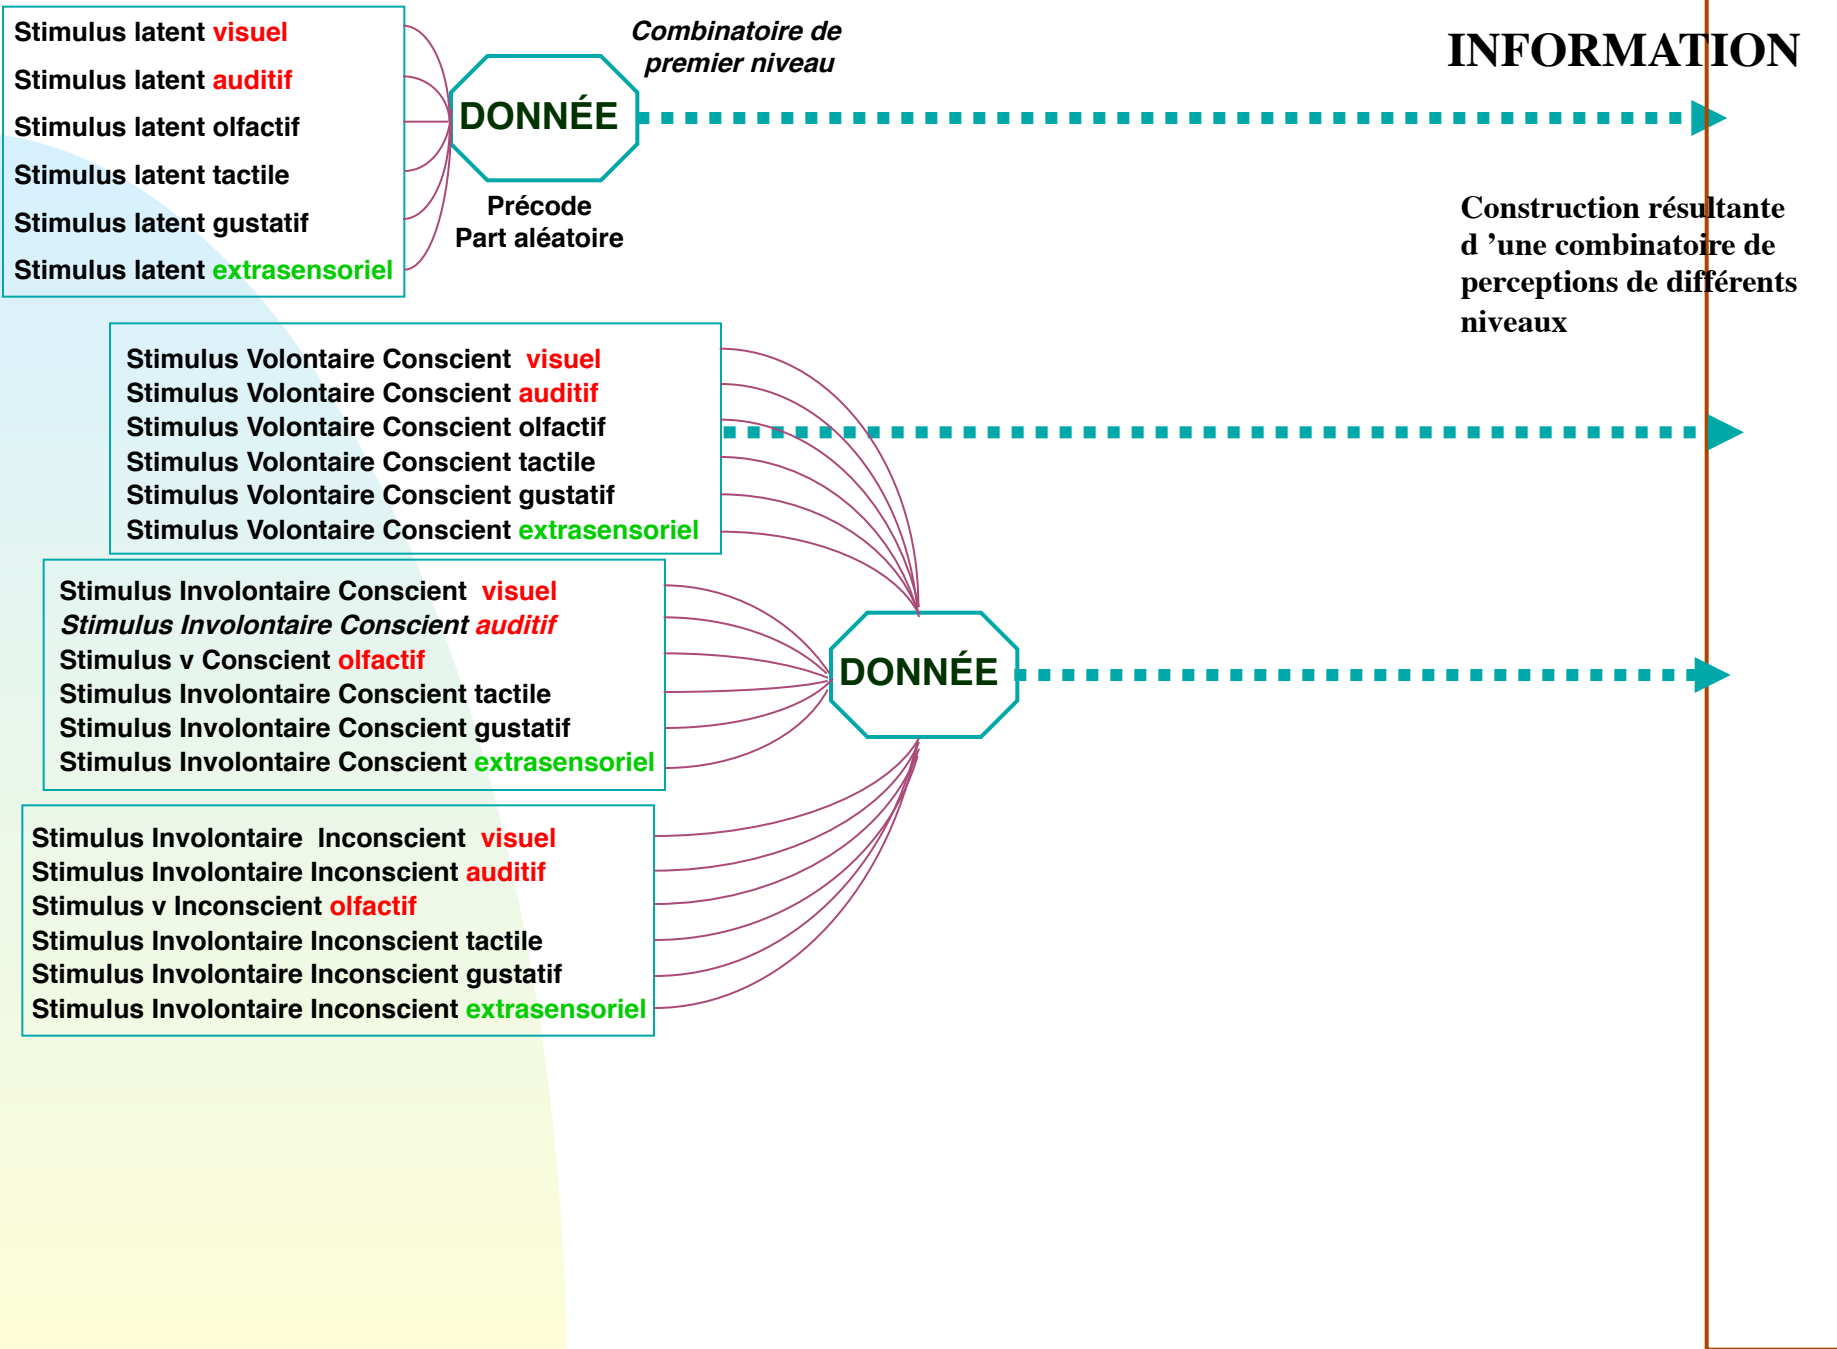 Stimulus latent visuel
Stimulus latent auditif
Stimulus latent olfactif
Stimulus latent tactile
Stimulus latent gustatif
Stimulus latent extrasensoriel
DONNÉE
Combinatoire de
premier niveau
Précode
Part aléatoire
INFORMATION
Construction résultante
d ’une combinatoire de
perceptions de différents
niveaux
Stimulus Volontaire Conscient  visuel
Stimulus Volontaire Conscient auditif
Stimulus Volontaire Conscient olfactif
Stimulus Volontaire Conscient tactile
Stimulus Volontaire Conscient gustatif
Stimulus Volontaire Conscient extrasensoriel
Stimulus Involontaire Conscient  visuel
Stimulus Involontaire Conscient auditif
Stimulus v Conscient olfactif
Stimulus Involontaire Conscient tactile
Stimulus Involontaire Conscient gustatif
Stimulus Involontaire Conscient extrasensoriel
DONNÉE
Stimulus Involontaire  Inconscient  visuel
Stimulus Involontaire Inconscient auditif
Stimulus v Inconscient olfactif
Stimulus Involontaire Inconscient tactile
Stimulus Involontaire Inconscient gustatif
Stimulus Involontaire Inconscient extrasensoriel